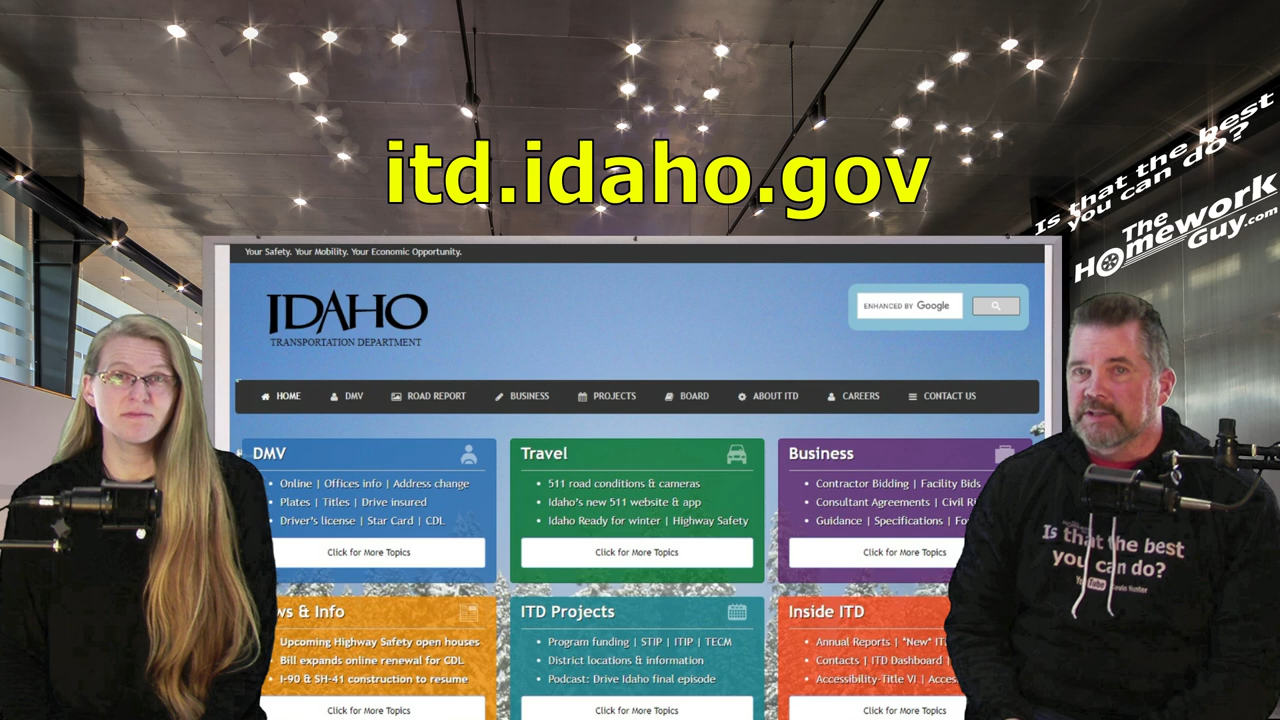 itd.idaho.gov
Is that the best
you can do?
The
Homework
Guy.com
Your Safety. Your Mobility. Your Economic Opportunity.
IDAHO
TRANSPORTATION DEPARTMENT
ENHANCED BY Google
HOME DMV ROAD REPORT BUSINESS PROJECTS BOARD ABOUT ITD CAREERS CONTACT US
DMV
• Online | Offices info | Address change
• Plates | Titles | Drive insured
• Driver's license | Star Card | CDL
Click for More Topics
Travel
• 511 road conditions & cameras
• Idaho's new 511 website & app
• Idaho Ready for winter | Highway Safety
Click for More Topics
Business
• Contractor Bidding | Facility Bids
• Consultant Agreements | Civil
• Guidance | Specifications |
Click for More Topics
& Info
• Upcoming Highway Safety open houses
• Bill expands online renewal for CDL
• I-90 & SH-41 construction to resume
Click for More Topics
ITD Projects
• Program funding | STIP | ITIP | TECM
• District locations & information
• Podcast: Drive Idaho final episode
Click for More Topics
Inside ITD
• Annual Reports | *New*
• Contacts | ITD Dashboard |
• Accessibility-Title VI |
Click for More Topics
Is that the best
you can do?
YouTube Kevin Hunter